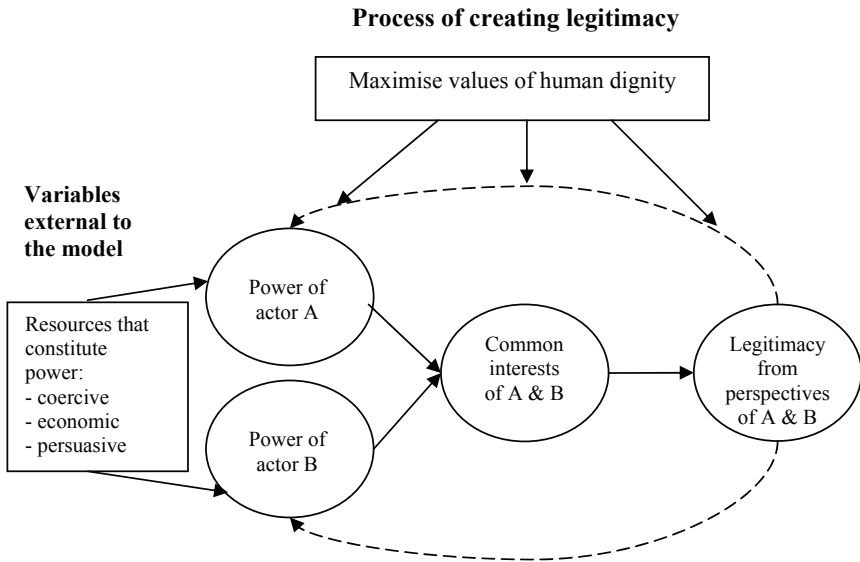 Process of creating legitimacy
Maximise values of human dignity
Variables
external to
the model
Resources that
constitute
power:
- coercive
- economic
- persuasive
Power of
actor A
Power of
actor B
Common
interests
of A & B
Legitimacy
from
perspectives
of A & B